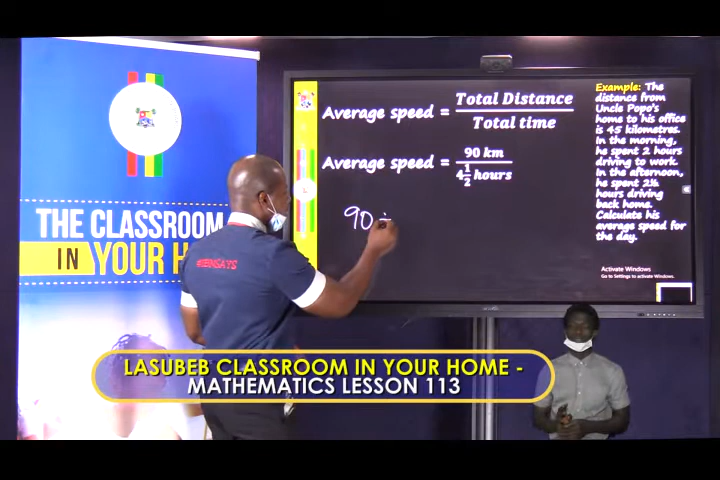 THE CLASSROOM
IN YOUR H
#IEINSAYS
Average speed = Total Distance / Total time
Average speed = 90 km / 4 1/2 hours
90 ÷
Example: The
distance from
Uncle Popo's
home to his office
is 45 kilometres.
In the morning,
he spent 2 hours
driving to work.
In the afternoon,
he spent 2½
hours driving
back home.
Calculate his
average speed for
the day.
Activate Windows
Go to Settings to activate Windows.
LASUBEB CLASSROOM IN YOUR HOME -
MATHEMATICS LESSON 113